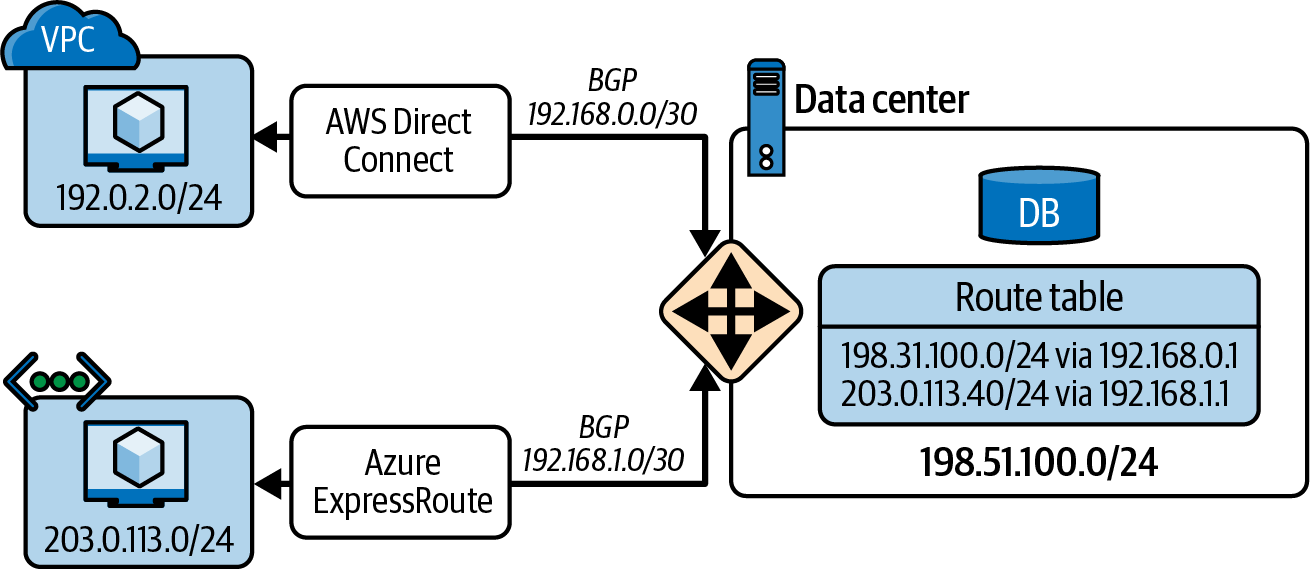 VPC
192.0.2.0/24
AWS Direct
Connect
BGP
192.168.0.0/30
Data center
DB
Route table
198.31.100.0/24 via 192.168.0.1
203.0.113.40/24 via 192.168.1.1
198.51.100.0/24
203.0.113.0/24
Azure
ExpressRoute
BGP
192.168.1.0/30